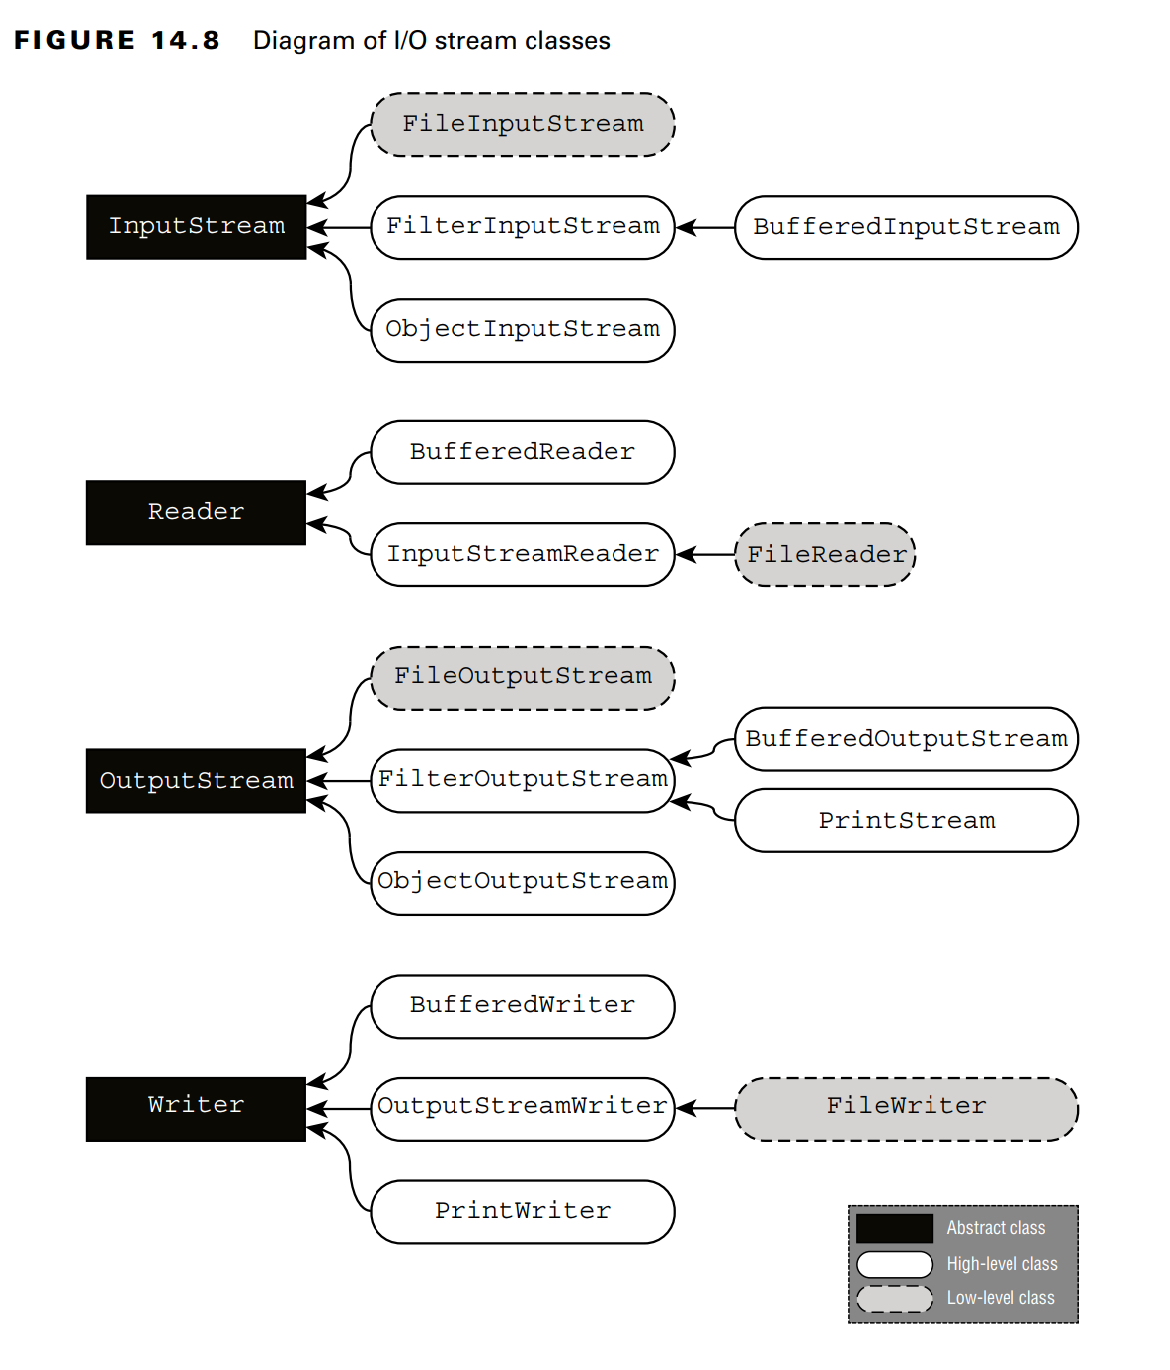 FIGURE 14.8 Diagram of I/O stream classes
FileInputStream
InputStream
FilterInputStream
BufferedInputStream
ObjectInputStream
BufferedReader
Reader
InputStreamReader
FileReader
FileOutputStream
BufferedOutputStream
OutputStream
FilterOutputStream
PrintStream
ObjectOutputStream
BufferedWriter
Writer
OutputStreamWriter
FileWriter
PrintWriter
Abstract class
High-level class
Low-level class